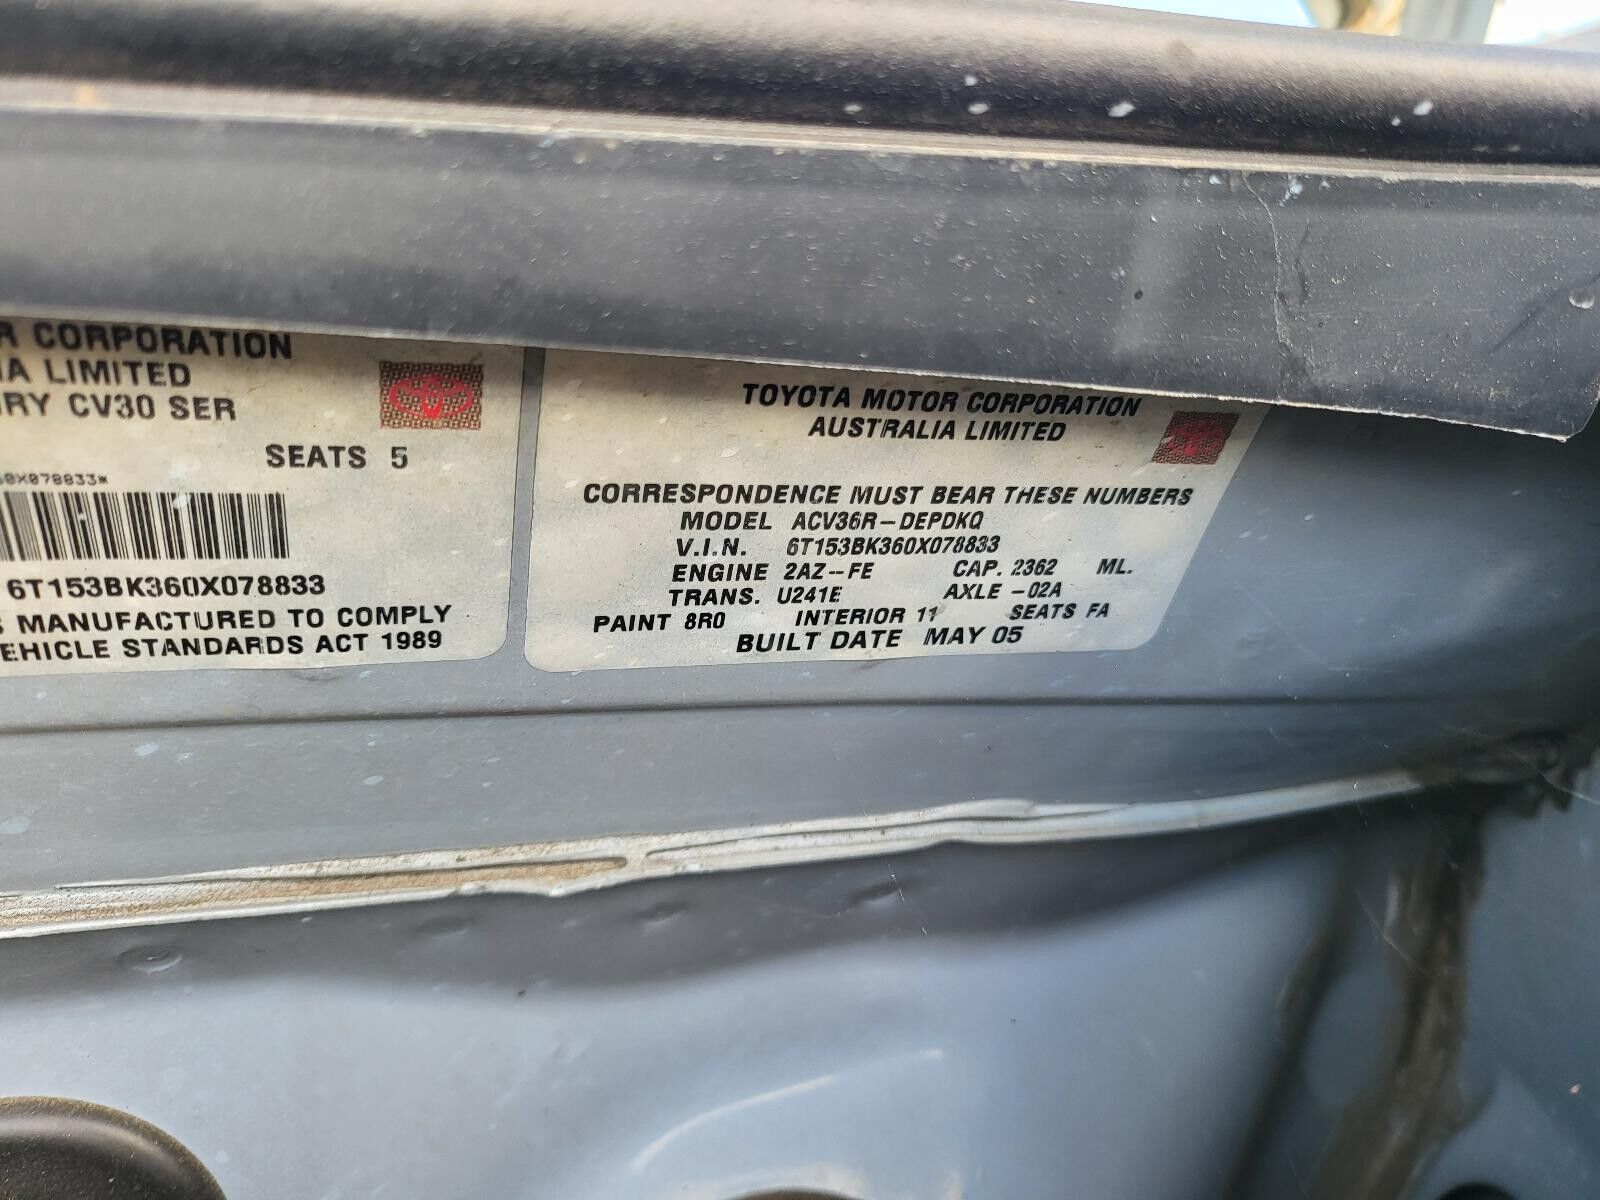 R CORPORATION
IA LIMITED
RY CV30 SER
SEATS 5
0X078833*
6T153BK360X078833
MANUFACTURED TO COMPLY
EHICLE STANDARDS ACT 1989
TOYOTA MOTOR CORPORATION
AUSTRALIA LIMITED
CORRESPONDENCE MUST BEAR THESE NUMBERS
MODEL ACV36R-DEPDKQ
V.I.N. 6T153BK360X078833
ENGINE 2AZ-FE CAP. 2362 ML.
TRANS. U241E AXLE -02A
PAINT 8R0 INTERIOR 11 SEATS FA
BUILT DATE MAY 05